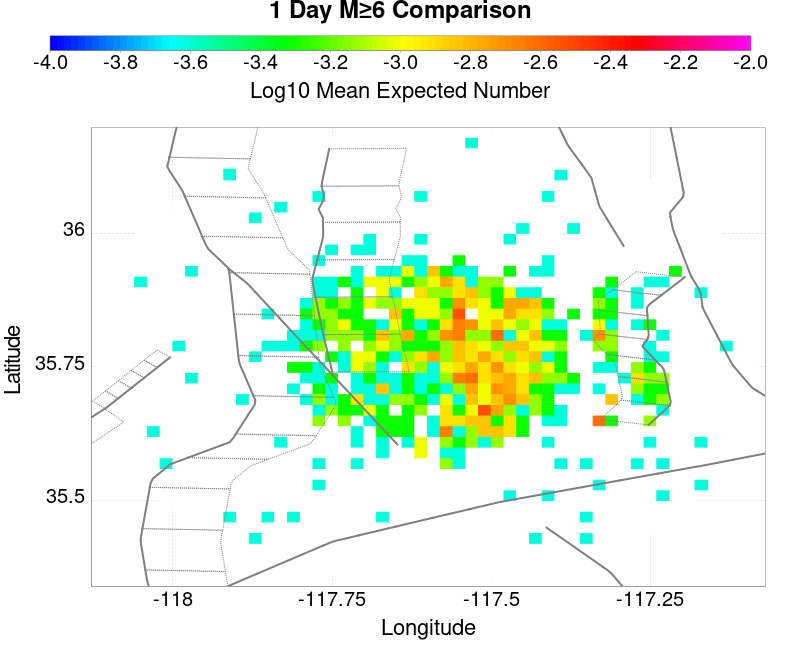 1 Day M≥6 Comparison
-4.0 -3.8 -3.6 -3.4 -3.2 -3.0 -2.8 -2.6 -2.4 -2.2 -2.0
Log10 Mean Expected Number
36
35.75
35.5
Latitude
-118 -117.75 -117.5 -117.25
Longitude